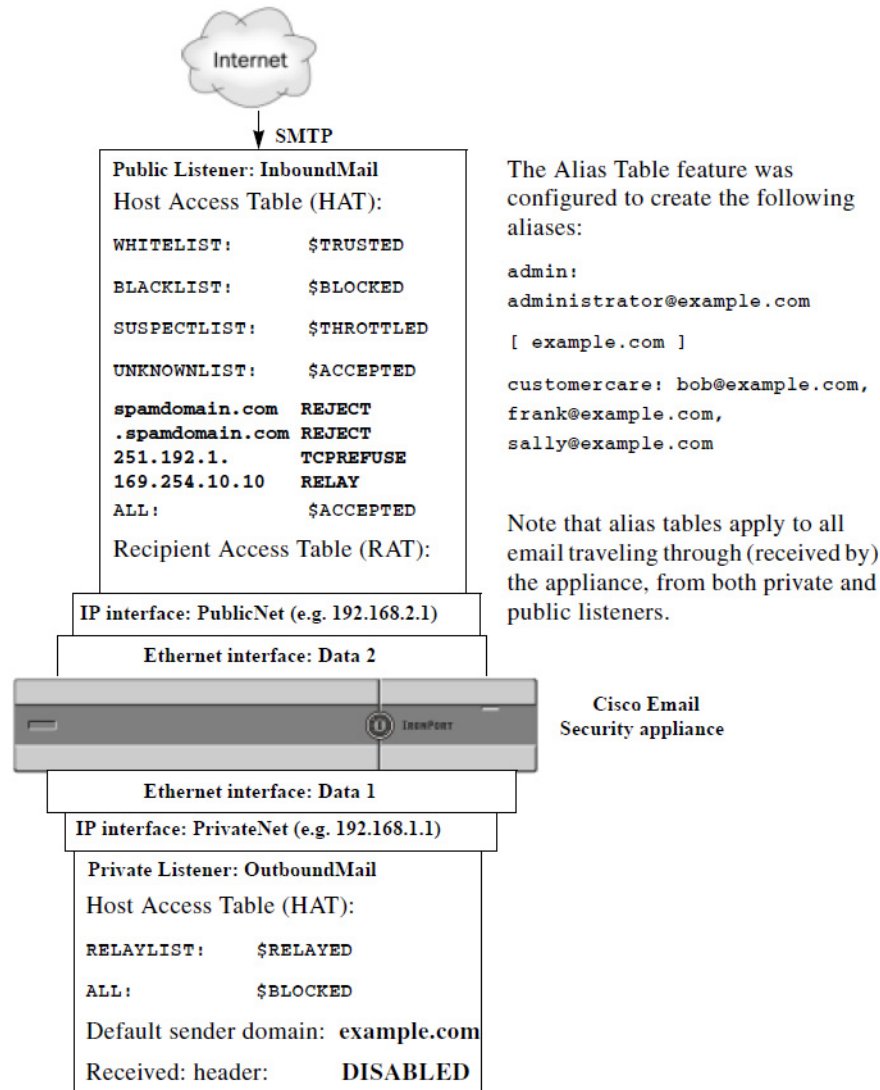 Internet
SMTP
Public Listener: InboundMail
Host Access Table (HAT):
WHITELIST: $TRUSTED
BLACKLIST: $BLOCKED
SUSPECTLIST: $THROTTLED
UNKNOWNLIST: $ACCEPTED
spamdomain.com REJECT
.spamdomain.com REJECT
251.192.1. TCPREFUSE
169.254.10.10 RELAY
ALL: $ACCEPTED
Recipient Access Table (RAT):
The Alias Table feature was
configured to create the following
aliases:
admin:
administrator@example.com
[ example.com ]
customercare: bob@example.com,
frank@example.com,
sally@example.com
Note that alias tables apply to all
email traveling through (received by)
the appliance, from both private and
public listeners.
IP interface: PublicNet (e.g. 192.168.2.1)
Ethernet interface: Data 2
IRONPORT
Cisco Email
Security appliance
Ethernet interface: Data 1
IP interface: PrivateNet (e.g. 192.168.1.1)
Private Listener: OutboundMail
Host Access Table (HAT):
RELAYLIST: $RELAYED
ALL: $BLOCKED
Default sender domain: example.com
Received: header: DISABLED